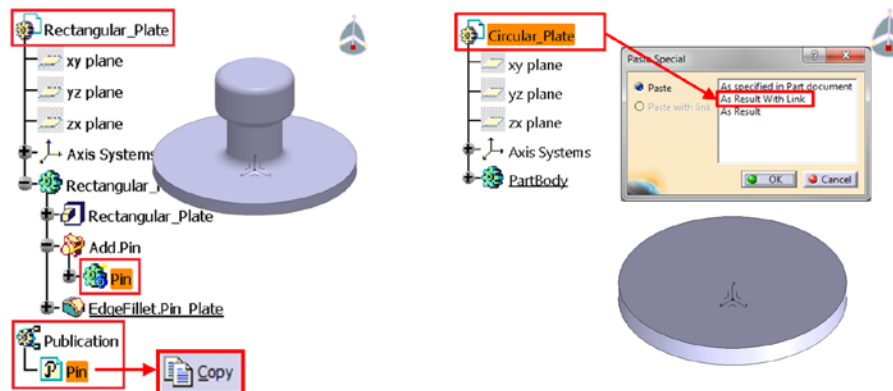 Rectangular_Plate
xy plane
yz plane
zx plane
Axis Systems
Rectangular_
Rectangular_Plate
Add.Pin
Pin
EdgeFillet.Pin_Plate
Publication
Pin
Copy
Circular_Plate
xy plane
yz plane
zx plane
Axis Systems
PartBody
Paste Special
Paste
Paste with link
As specified in Part document
As Result With Link
As Result
OK
Cancel